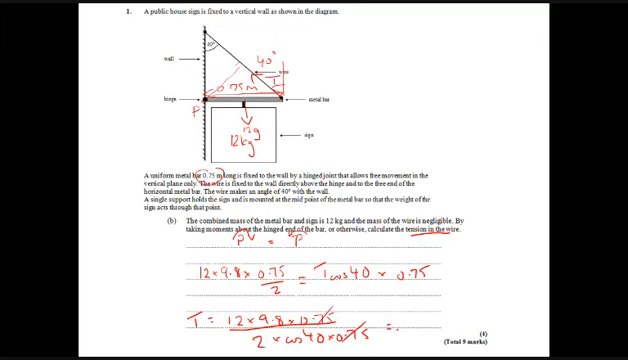 1. A public house sign is fixed to a vertical wall as shown in the diagram.
40°
wall
40°
wire
T
0.75m
hinge
metal bar
P
12g
12kg
g
sign
A uniform metal bar 0.75 m long is fixed to the wall by a hinged joint that allows free movement in the
vertical plane only. The wire is fixed to the wall directly above the hinge and to the free end of the
horizontal metal bar. The wire makes an angle of 40° with the wall.
A single support holds the sign and is mounted at the mid point of the metal bar so that the weight of the
sign acts through that point.
(b) The combined mass of the metal bar and sign is 12 kg and the mass of the wire is negligible. By
taking moments about the hinged end of the bar, or otherwise, calculate the tension in the wire.
12 × 9.8 × 0.75 / 2 = T cos 40 × 0.75
T = 12 × 9.8 × 0.75 / 2 × cos 40 × 0.75 =
(4)
(Total 9 marks)